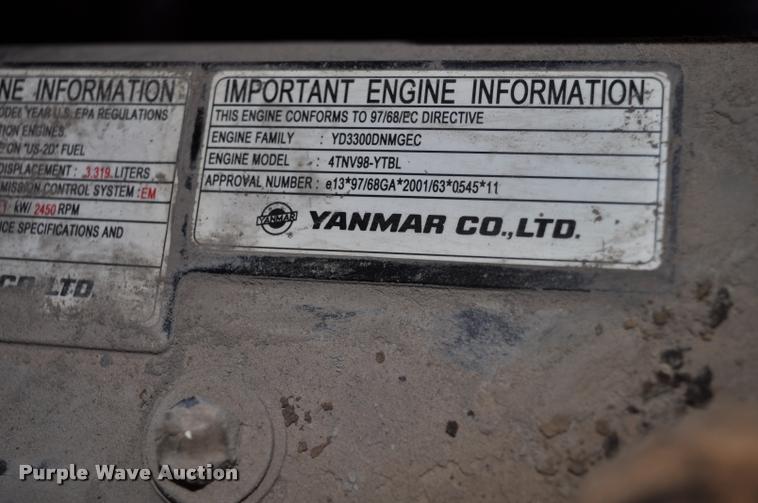 NE INFORMATION
MODEL YEAR U.S. EPA REGULATIONS
TION ENGINES.
ON "US-2D" FUEL
DISPLACEMENT : 3.319 LITERS
MISSION CONTROL SYSTEM : EM
kW/ 2450 RPM
NCE SPECIFICATIONS AND
CO., LTD.
IMPORTANT ENGINE INFORMATION
THIS ENGINE CONFORMS TO 97/68/EC DIRECTIVE
ENGINE FAMILY : YD3300DNMGEC
ENGINE MODEL : 4TNV98-YTBL
APPROVAL NUMBER : e13*97/68GA*2001/63*0545*11
YANMAR YANMAR CO.,LTD.
Purple Wave Auction